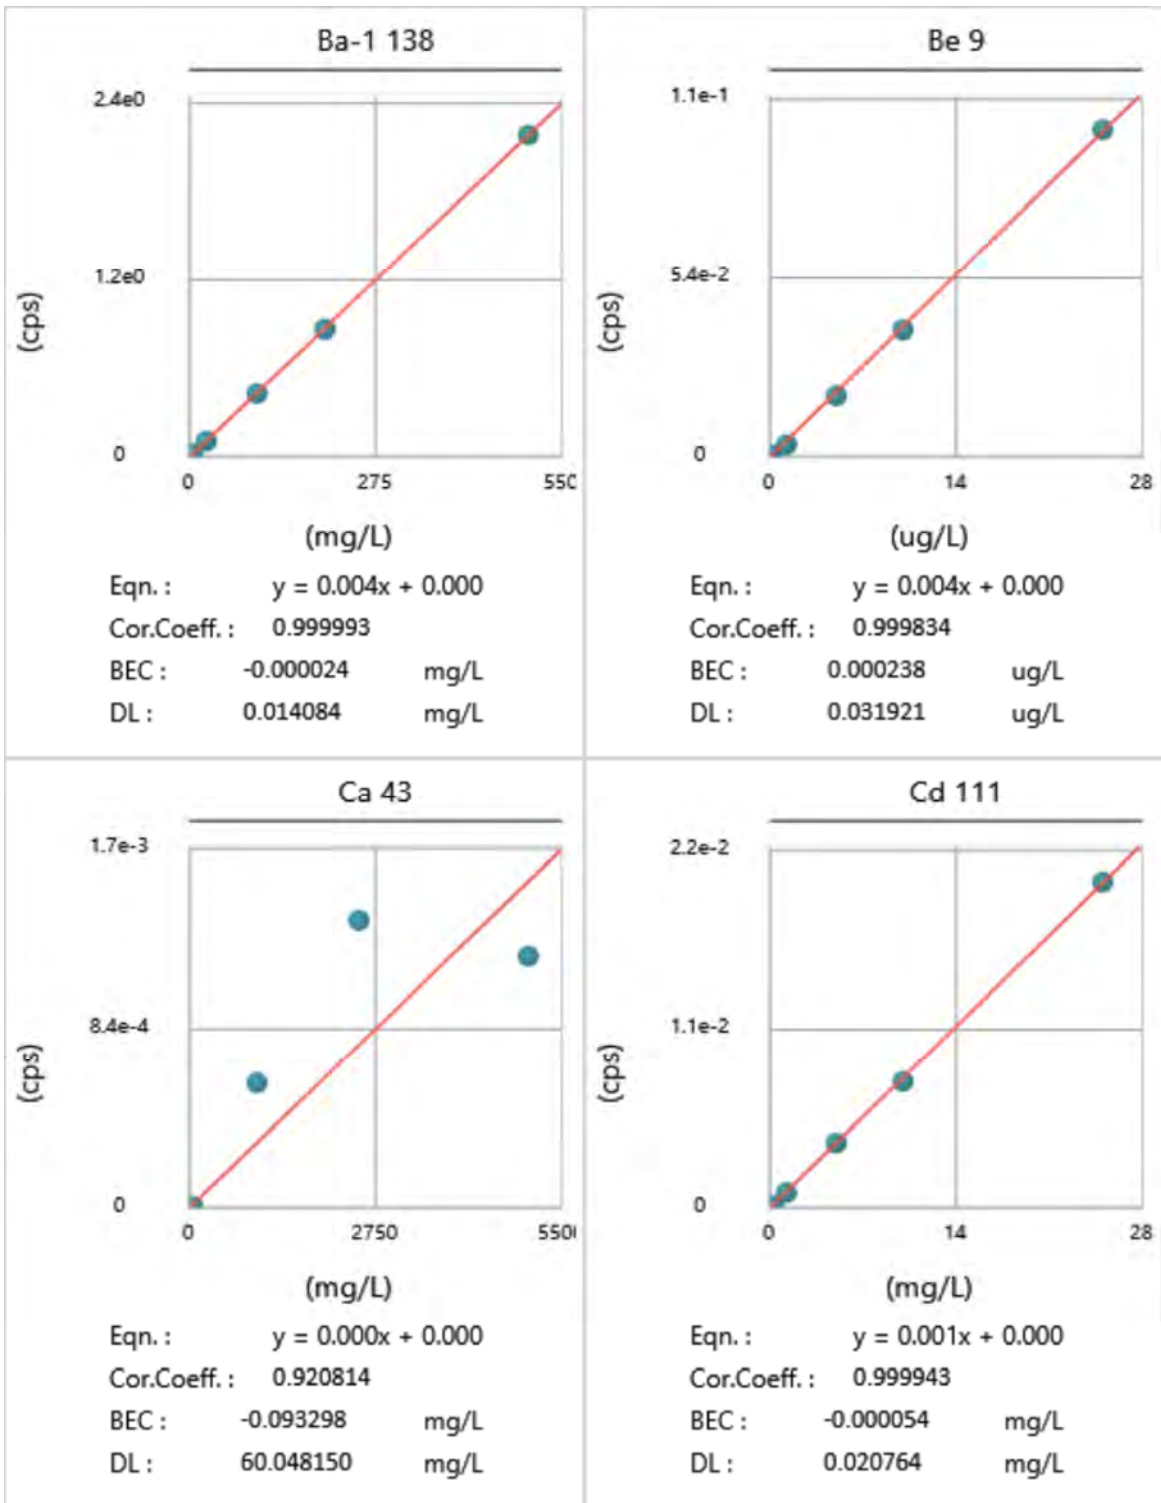 Ba-1 138
2.4e0
1.2e0
0
0 275 550
(cps)
(mg/L)
Eqn. : y = 0.004x + 0.000
Cor.Coeff. : 0.999993
BEC : -0.000024 mg/L
DL : 0.014084 mg/L
Be 9
1.1e-1
5.4e-2
0
0 14 28
(cps)
(ug/L)
Eqn. : y = 0.004x + 0.000
Cor.Coeff. : 0.999834
BEC : 0.000238 ug/L
DL : 0.031921 ug/L
Ca 43
1.7e-3
8.4e-4
0
0 2750
(cps)
(mg/L)
Eqn. : y = 0.000x + 0.000
Cor.Coeff. : 0.920814
BEC : -0.093298 mg/L
DL : 60.048150 mg/L
Cd 111
2.2e-2
1.1e-2
0
0 14 28
(cps)
(mg/L)
Eqn. : y = 0.001x + 0.000
Cor.Coeff. : 0.999943
BEC : -0.000054 mg/L
DL : 0.020764 mg/L